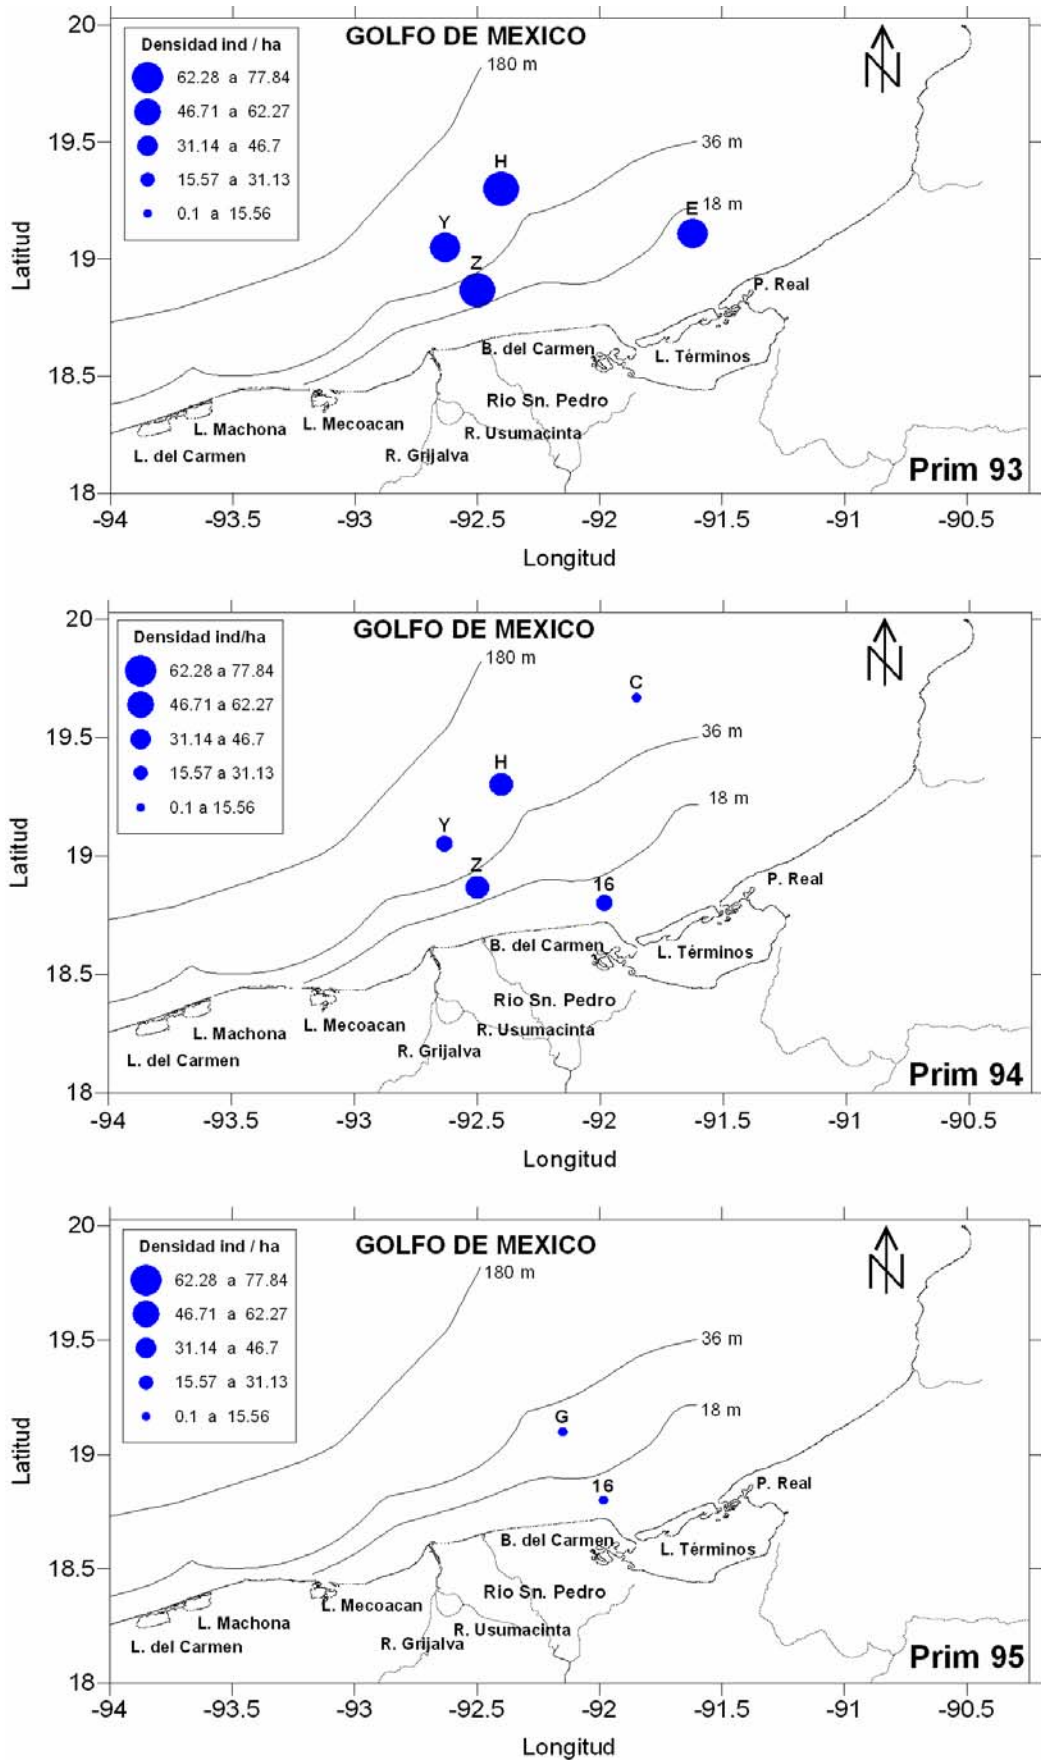 GOLFO DE MEXICO
Densidad ind / ha
62.28 a 77.84
46.71 a 62.27
31.14 a 46.7
15.57 a 31.13
0.1 a 15.56
180 m
N
36 m
18 m
H
Y
E
Z
P. Real
B. del Carmen
L. Términos
Rio Sn. Pedro
L. Machona
L. Mecoacan
R. Usumacinta
L. del Carmen
R. Grijalva
Prim 93
20
19.5
19
18.5
18
Latitud
-94
-93.5
-93
-92.5
-92
-91.5
-91
-90.5
Longitud
GOLFO DE MEXICO
Densidad ind/ha
62.28 a 77.84
46.71 a 62.27
31.14 a 46.7
15.57 a 31.13
0.1 a 15.56
180 m
N
C
36 m
H
18 m
Y
Z
16
P. Real
B. del Carmen
L. Términos
Rio Sn. Pedro
L. Machona
L. Mecoacan
R. Usumacinta
L. del Carmen
R. Grijalva
Prim 94
20
19.5
19
18.5
18
Latitud
-94
-93.5
-93
-92.5
-92
-91.5
-91
-90.5
Longitud
GOLFO DE MEXICO
Densidad ind / ha
62.28 a 77.84
46.71 a 62.27
31.14 a 46.7
15.57 a 31.13
0.1 a 15.56
180 m
N
36 m
18 m
G
16
P. Real
B. del Carmen
L. Términos
Rio Sn. Pedro
L. Mecoacan
L. Machona
R. Usumacinta
L. del Carmen
R. Grijalva
Prim 95
20
19.5
19
18.5
18
Latitud
-94
-93.5
-93
-92.5
-92
-91.5
-91
-90.5
Longitud